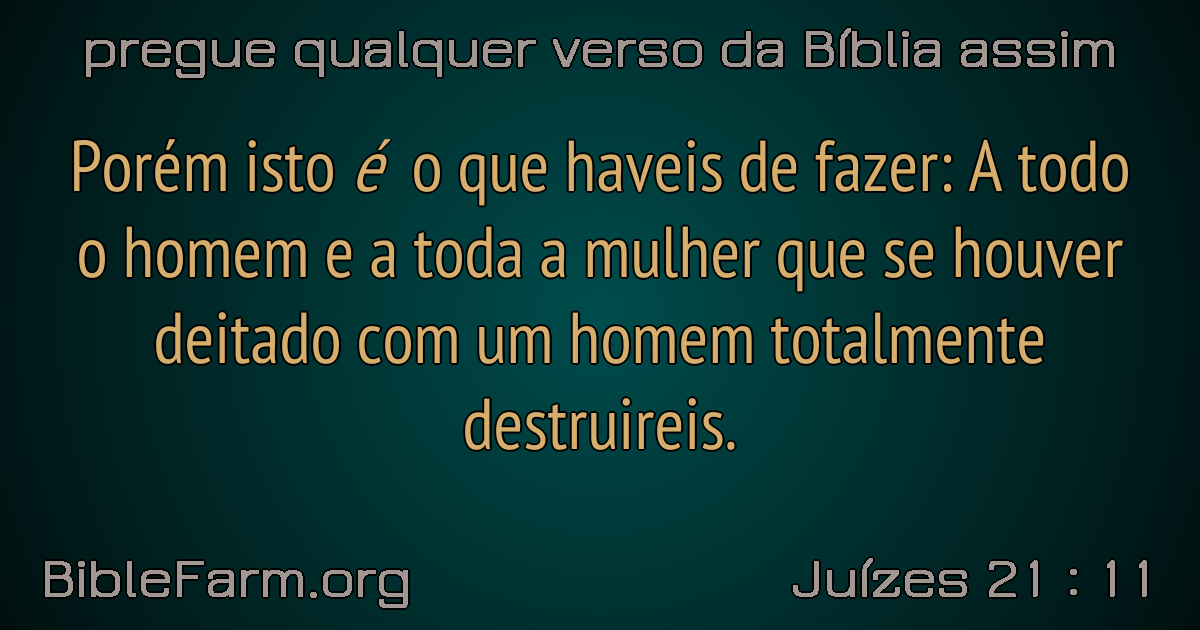 pregue qualquer verso da Bíblia assim
Porém isto é o que haveis de fazer: A todo
o homem e a toda a mulher que se houver
deitado com um homem totalmente
destruireis.
BibleFarm.org
Juízes 21 : 11